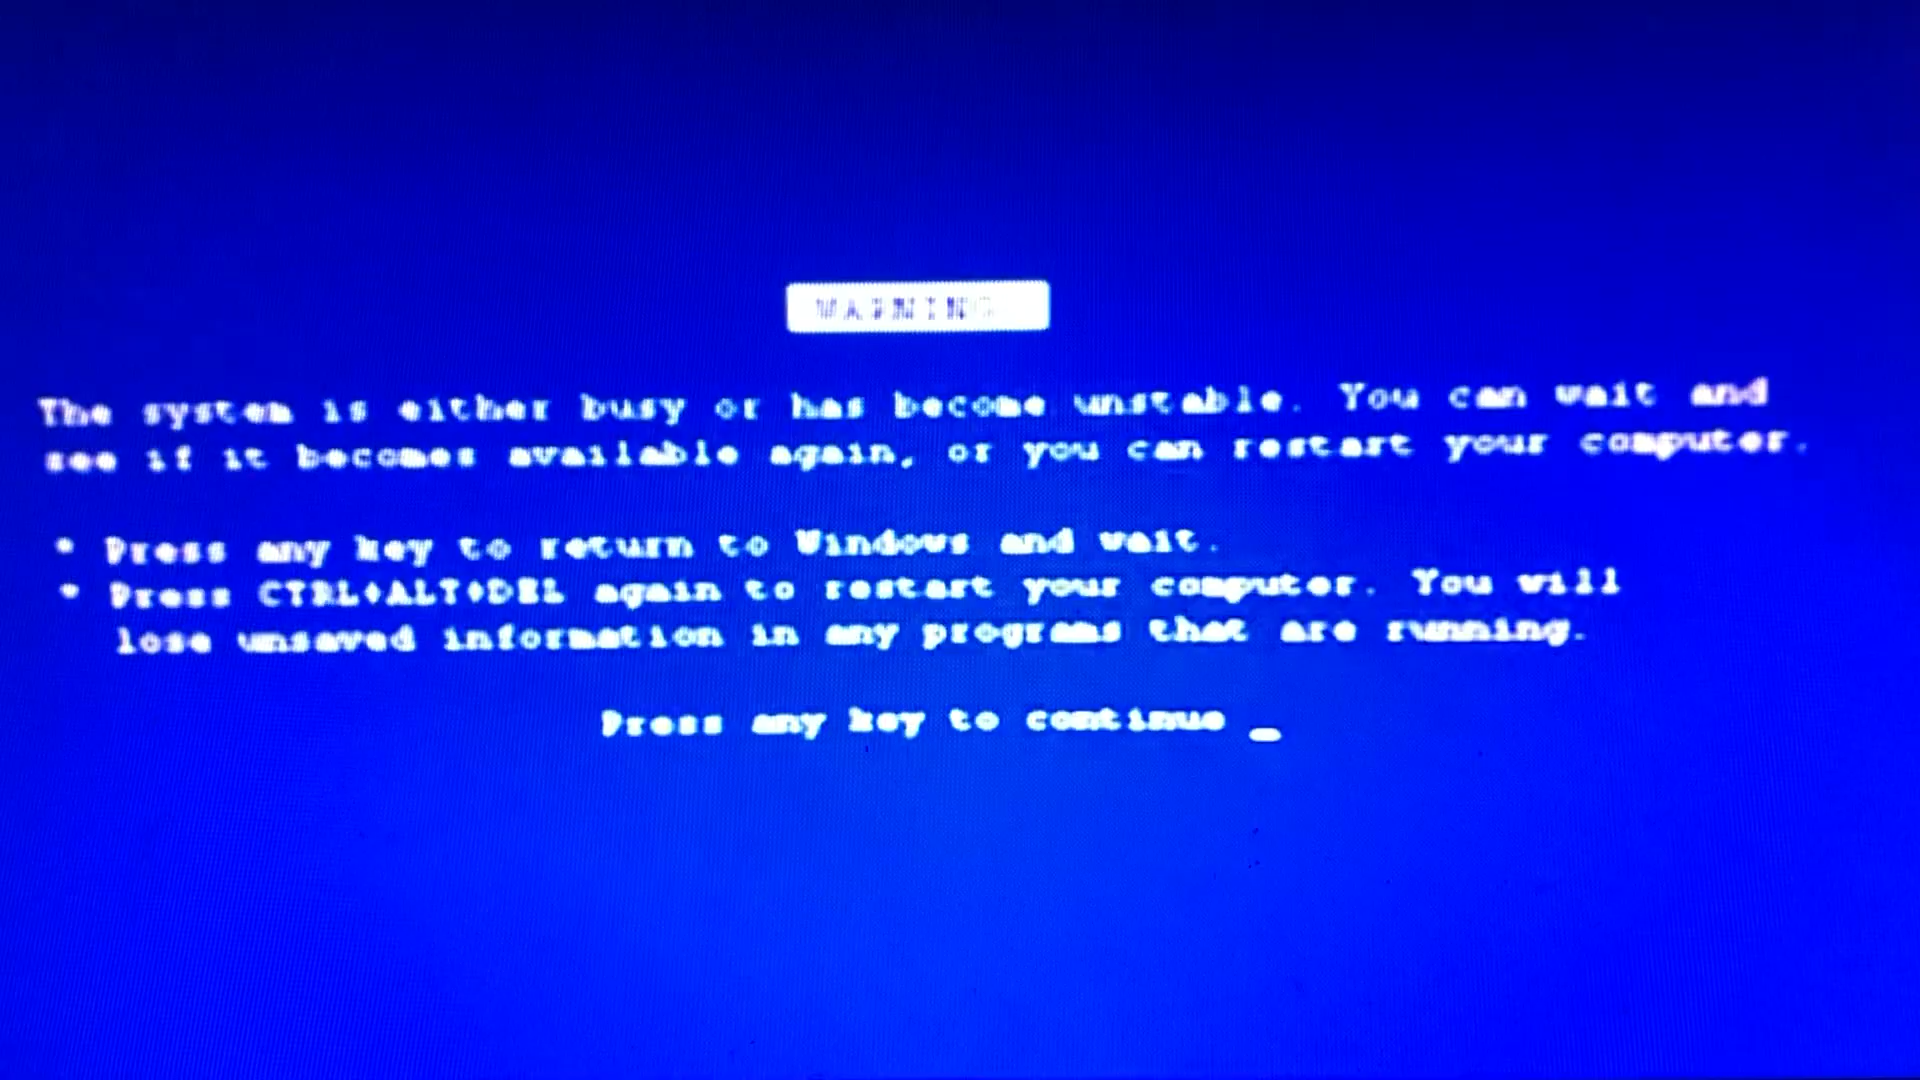 WARNING
The system is either busy or has become unstable. You can wait and
see if it becomes available again, or you can restart your computer.
* Press any key to return to Windows and wait.
* Press CTRL+ALT+DEL again to restart your computer. You will
lose unsaved information in any programs that are running.
Press any key to continue _